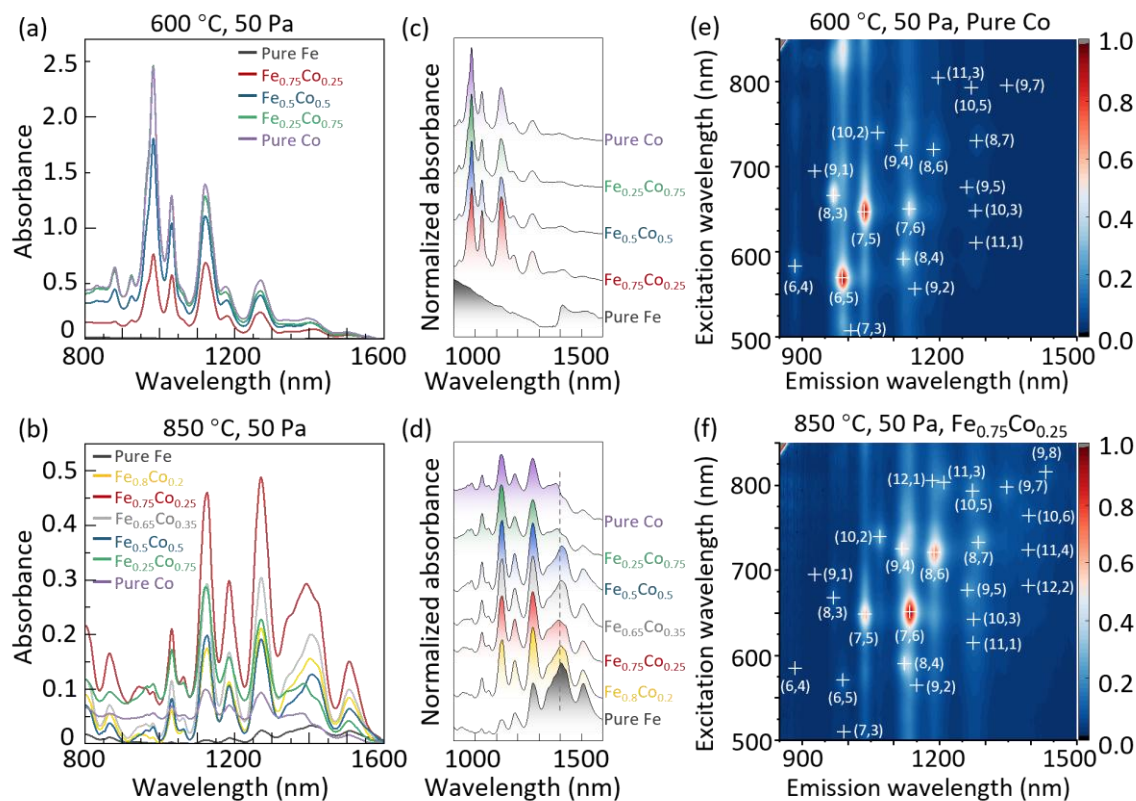 (a)
600 °C, 50 Pa
Absorbance
2.5
2.0
1.5
1.0
0.5
0
Pure Fe
Fe₀.₇₅Co₀.₂₅
Fe₀.₅Co₀.₅
Fe₀.₂₅Co₀.₇₅
Pure Co
800
1200
1600
Wavelength (nm)
(c)
Normalized absorbance
Pure Co
Fe₀.₂₅Co₀.₇₅
Fe₀.₅Co₀.₅
Fe₀.₇₅Co₀.₂₅
Pure Fe
1000
1500
Wavelength (nm)
(e)
600 °C, 50 Pa, Pure Co
Excitation wavelength (nm)
800
700
600
500
(11,3)
(9,7)
(10,5)
(10,2)
(9,4)
(8,6)
(8,7)
(9,1)
(8,3)
(9,5)
(7,5)
(7,6)
(10,3)
(11,1)
(6,4)
(8,4)
(6,5)
(9,2)
(7,3)
900
1200
1500
Emission wavelength (nm)
1.0
0.8
0.6
0.4
0.2
0.0
(b)
850 °C, 50 Pa
Absorbance
0.5
0.4
0.3
0.2
0.1
0
Pure Fe
Fe₀.₈Co₀.₂
Fe₀.₇₅Co₀.₂₅
Fe₀.₆₅Co₀.₃₅
Fe₀.₅Co₀.₅
Fe₀.₂₅Co₀.₇₅
Pure Co
800
1200
1600
Wavelength (nm)
(d)
Normalized absorbance
Pure Co
Fe₀.₂₅Co₀.₇₅
Fe₀.₅Co₀.₅
Fe₀.₆₅Co₀.₃₅
Fe₀.₇₅Co₀.₂₅
Fe₀.₈Co₀.₂
Pure Fe
1000
1500
Wavelength (nm)
(f)
850 °C, 50 Pa, Fe₀.₇₅Co₀.₂₅
Excitation wavelength (nm)
800
700
600
500
(9,8)
(12,1)
(11,3)
(9,7)
(10,5)
(10,6)
(10,2)
(9,4)
(8,6)
(8,7)
(11,4)
(9,1)
(8,3)
(9,5)
(12,2)
(7,5)
(7,6)
(10,3)
(11,1)
(6,4)
(8,4)
(6,5)
(9,2)
(7,3)
900
1200
1500
Emission wavelength (nm)
1.0
0.8
0.6
0.4
0.2
0.0